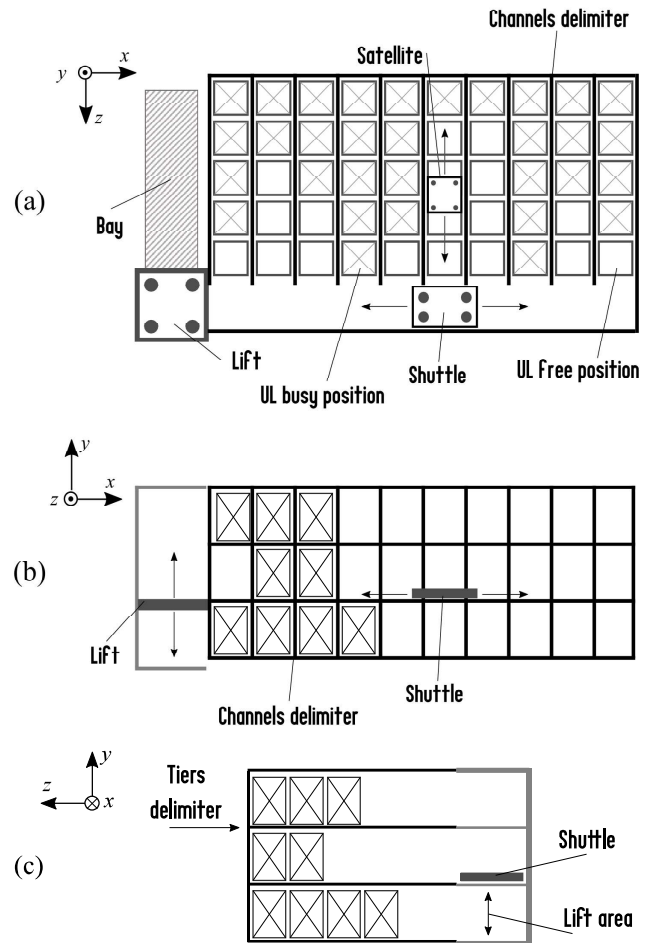 Channels delimiter
Satellite
y
x
z
(a)
Bay
Lift
UL busy position
Shuttle
UL free position
y
z
x
(b)
Lift
Shuttle
Channels delimiter
y
z
x
Tiers
delimiter
Shuttle
(c)
Lift area